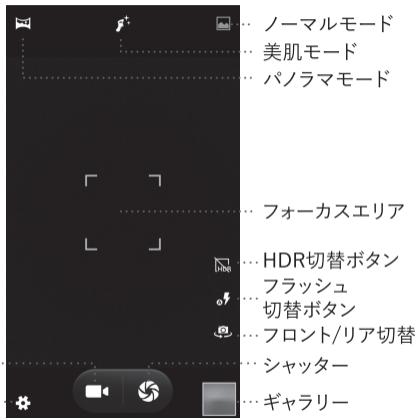 ノーマルモード
美肌モード
パノラマモード
フォーカスエリア
HDR
HDR切替ボタン
フラッシュ
切替ボタン
フロント/リア切替
シャッター
ギャラリー